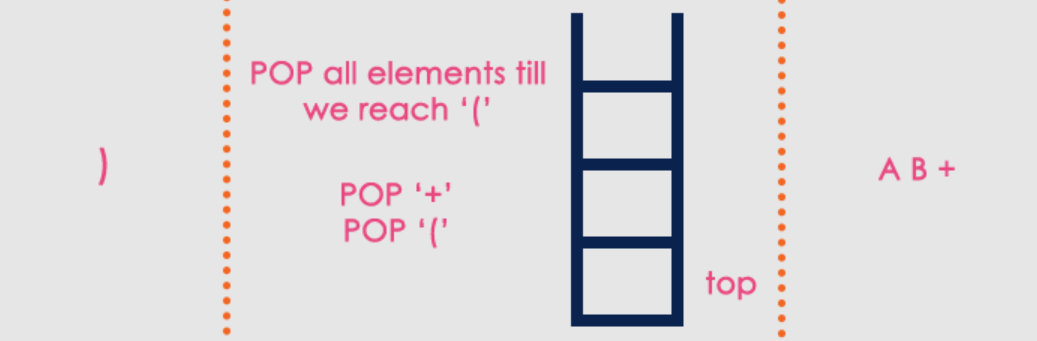 )
POP all elements till
we reach ‘(’
POP ‘+’
POP ‘(’
top
A B +